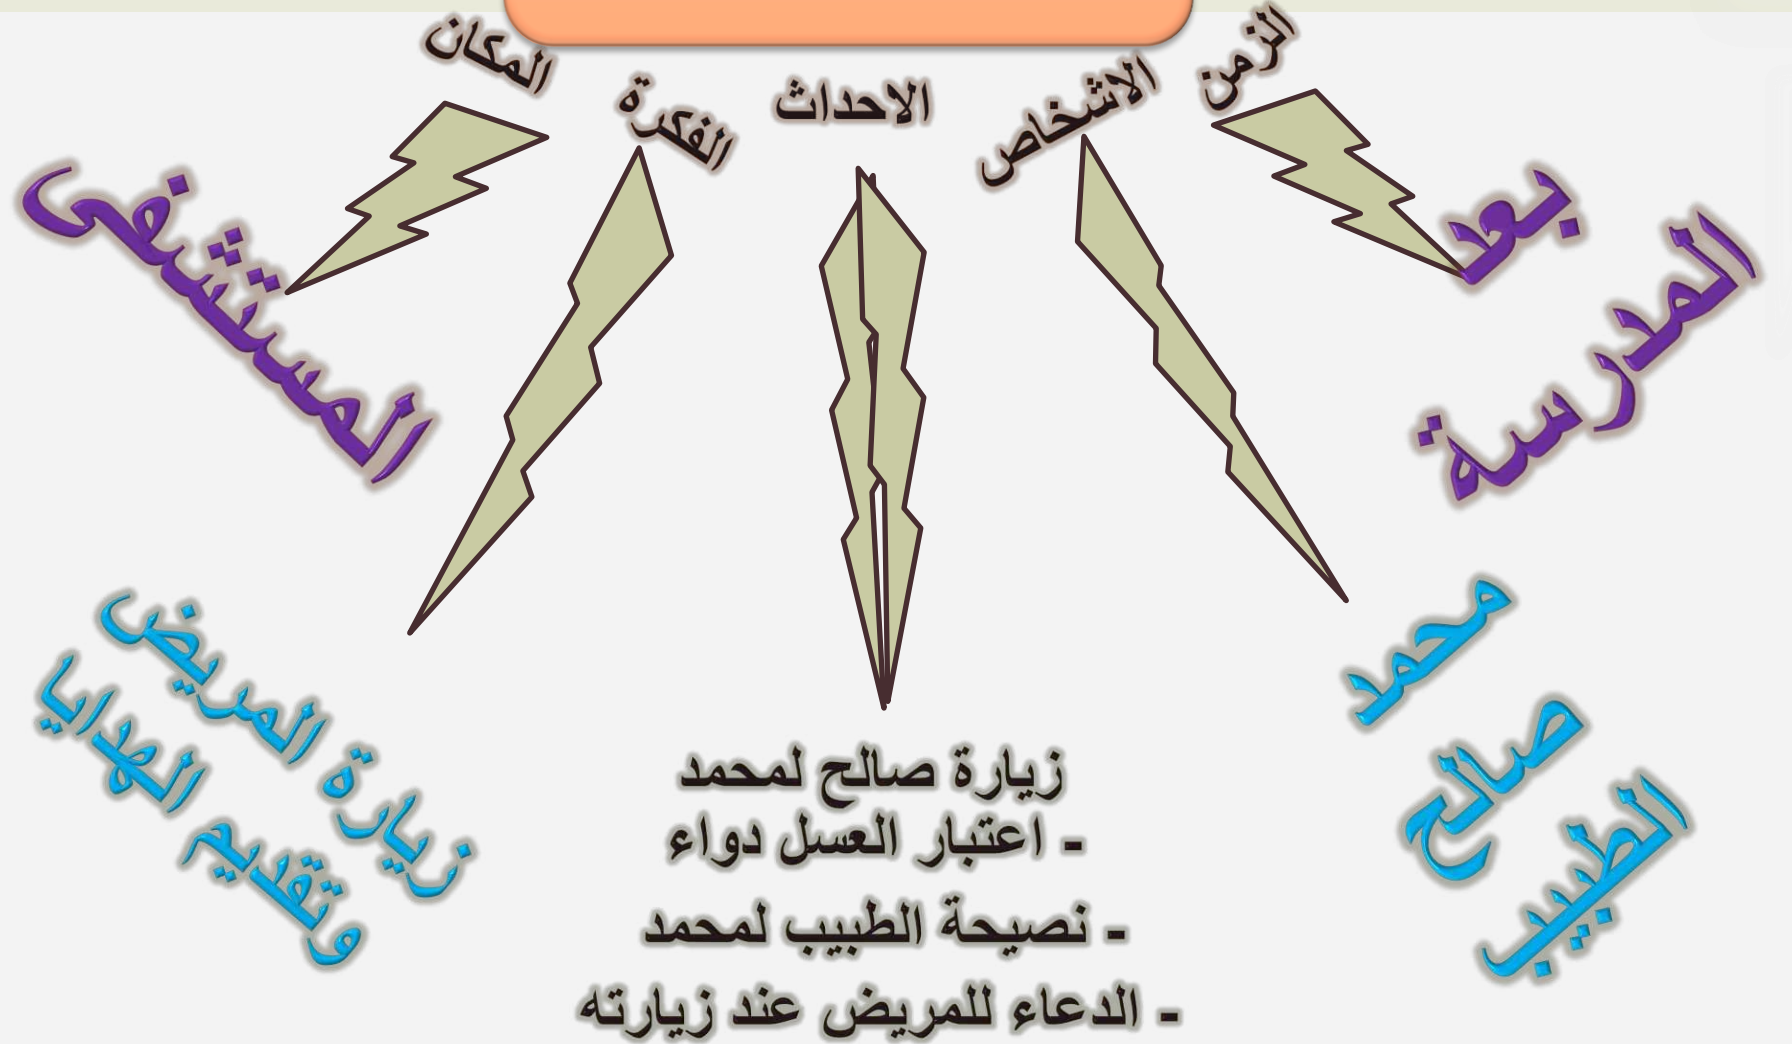 الزمن
الاشخاص
الاحداث
الفكرة
المكان
بعد
المدرسة
محمد
صالح
الطبيب
زيارة صالح لمحمد
- اعتبار العسل دواء
- نصيحة الطبيب لمحمد
- الدعاء للمريض عند زيارته
زيارة المريض
وتقديم الهدايا
المستشفى